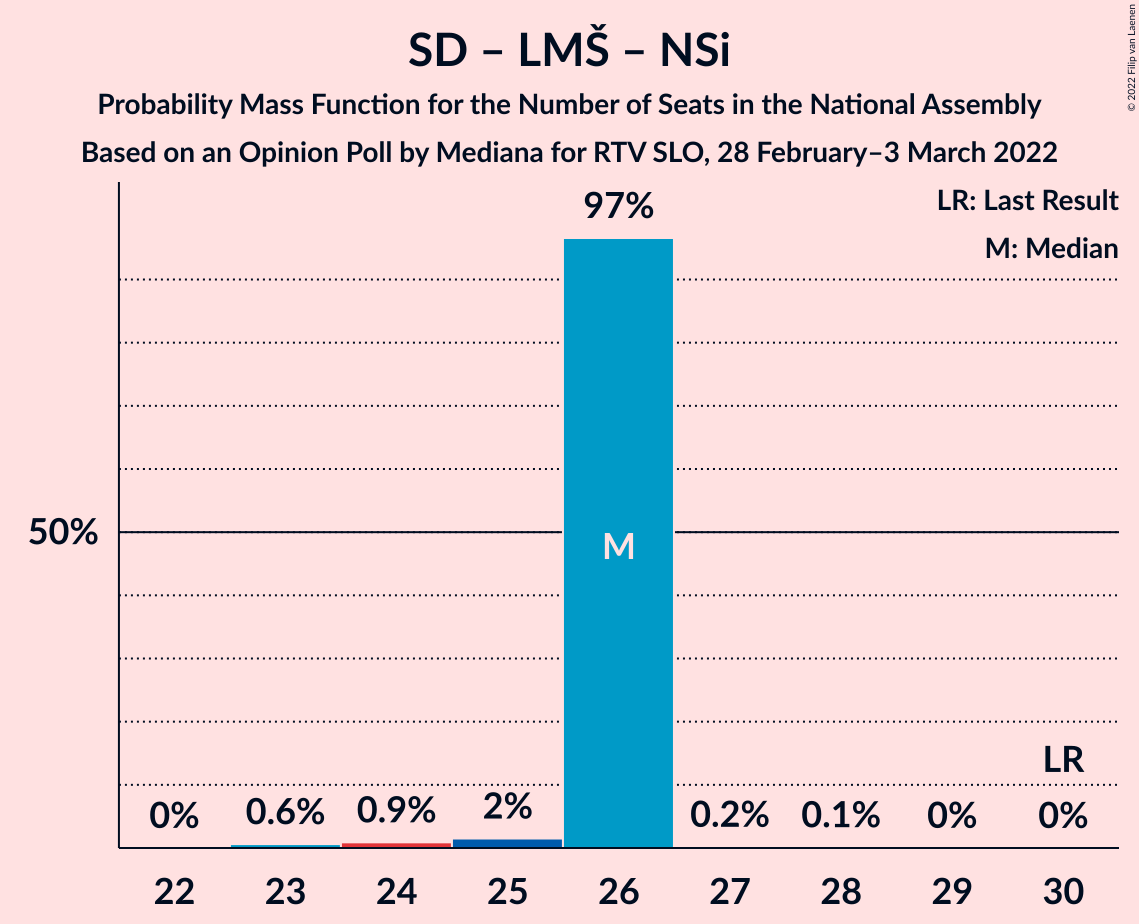 SD – LMŠ – NSi
Probability Mass Function for the Number of Seats in the National Assembly
Based on an Opinion Poll by Mediana for RTV SLO, 28 February–3 March 2022
© 2022 Filip van Laenen
LR: Last Result
M: Median
97%
50%
M
LR
0% 0.6% 0.9% 2% 0.2% 0.1% 0% 0%
22 23 24 25 26 27 28 29 30